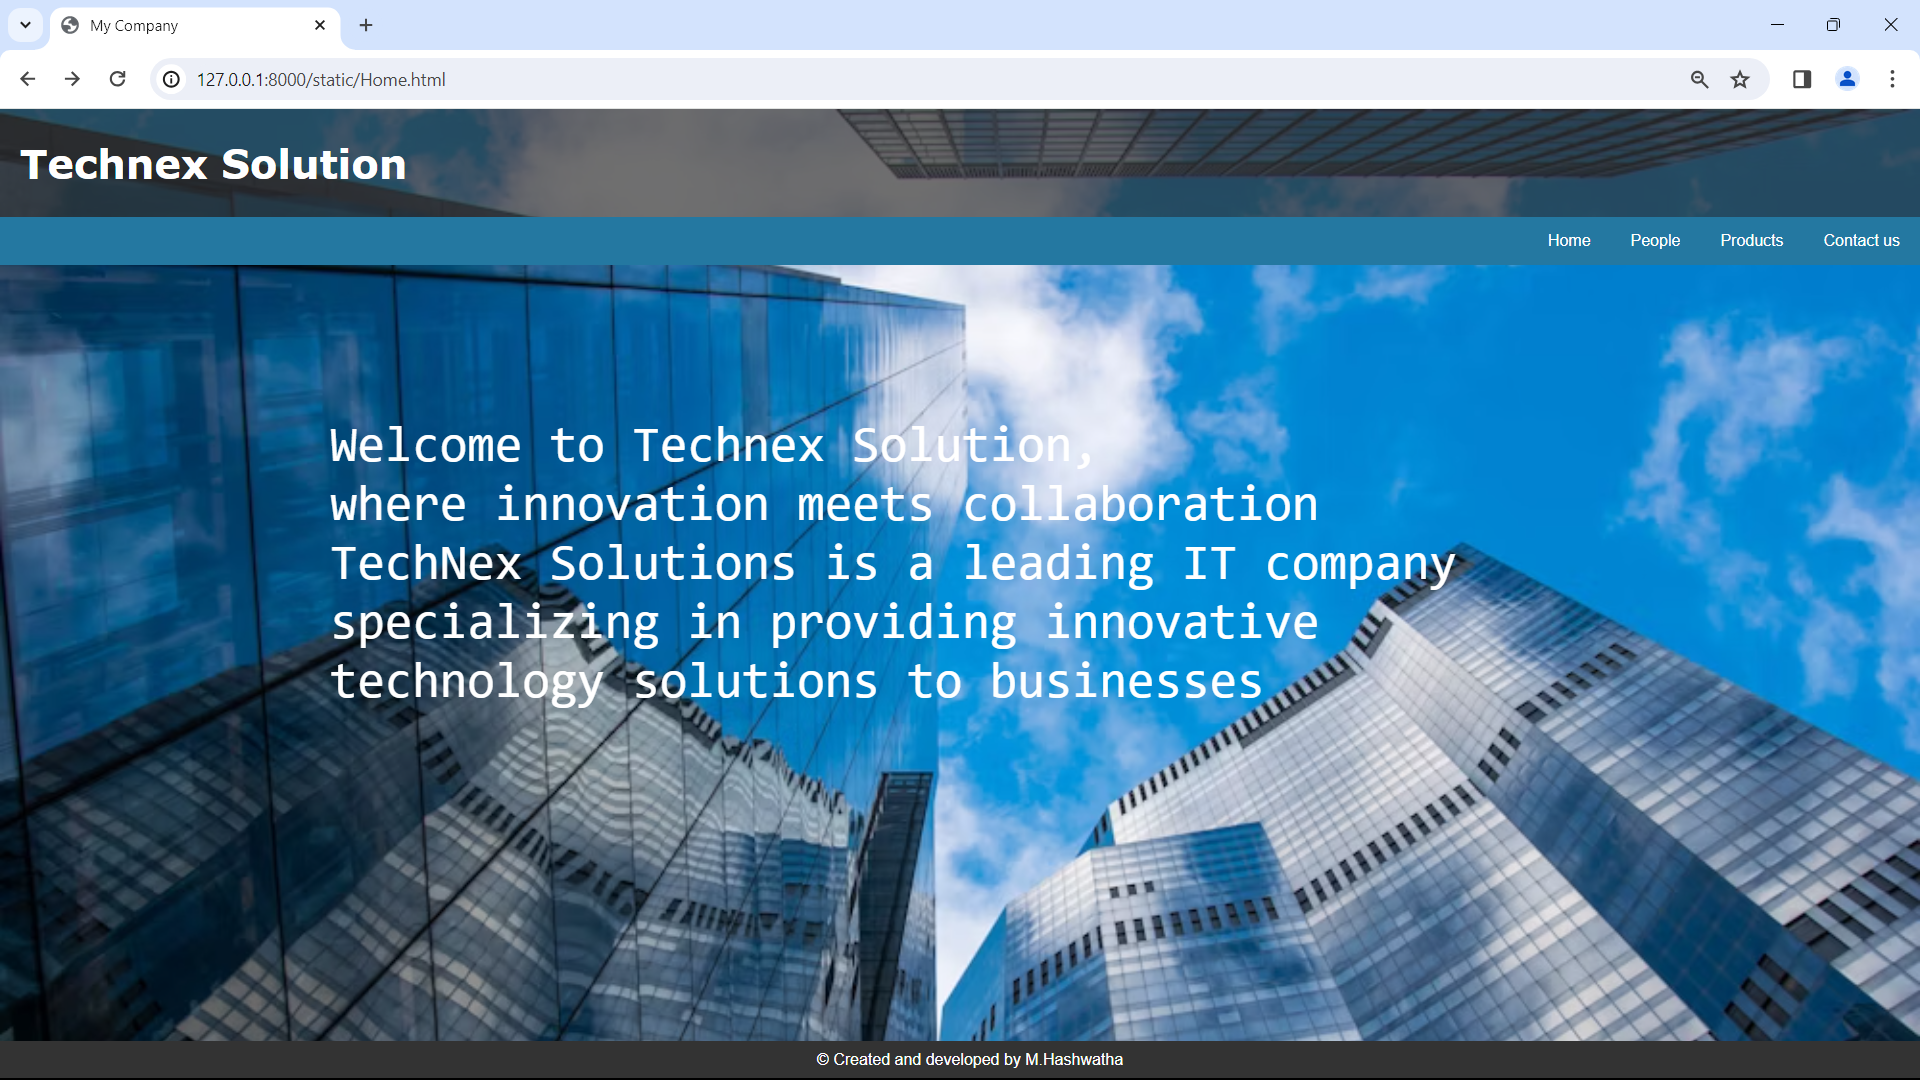 My Company
127.0.0.1:8000/static/Home.html
Technex Solution
Home People Products Contact us
Welcome to Technex Solution,
where innovation meets collaboration
TechNex Solutions is a leading IT company
specializing in providing innovative
technology solutions to businesses
© Created and developed by M.Hashwatha